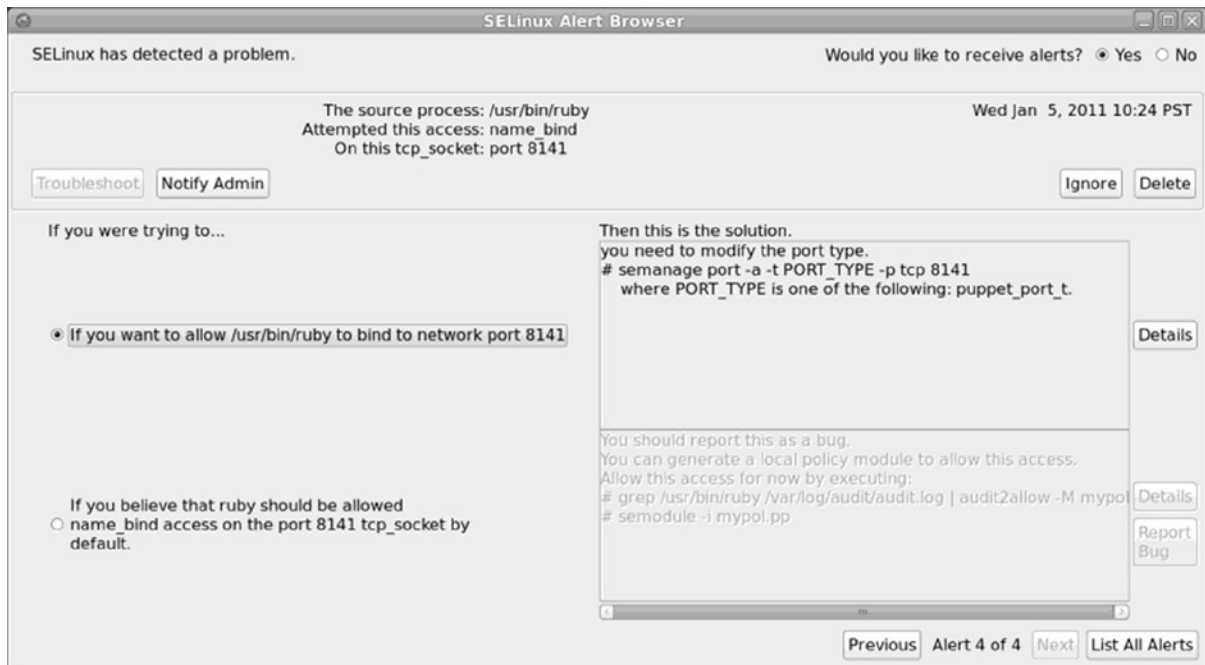 SELinux Alert Browser
SELinux has detected a problem.
Would you like to receive alerts? Yes No
The source process: /usr/bin/ruby
Attempted this access: name_bind
On this tcp_socket: port 8141
Wed Jan 5, 2011 10:24 PST
Troubleshoot Notify Admin
Ignore Delete
If you were trying to...
Then this is the solution.
If you want to allow /usr/bin/ruby to bind to network port 8141
you need to modify the port type.
# semanage port -a -t PORT_TYPE -p tcp 8141
where PORT_TYPE is one of the following: puppet_port_t.
Details
If you believe that ruby should be allowed
name_bind access on the port 8141 tcp_socket by
default.
You should report this as a bug.
You can generate a local policy module to allow this access.
Allow this access for now by executing:
# grep /usr/bin/ruby /var/log/audit/audit.log | audit2allow -M mypol
# semodule -i mypol.pp
Details
Report
Bug
Previous Alert 4 of 4 Next List All Alerts